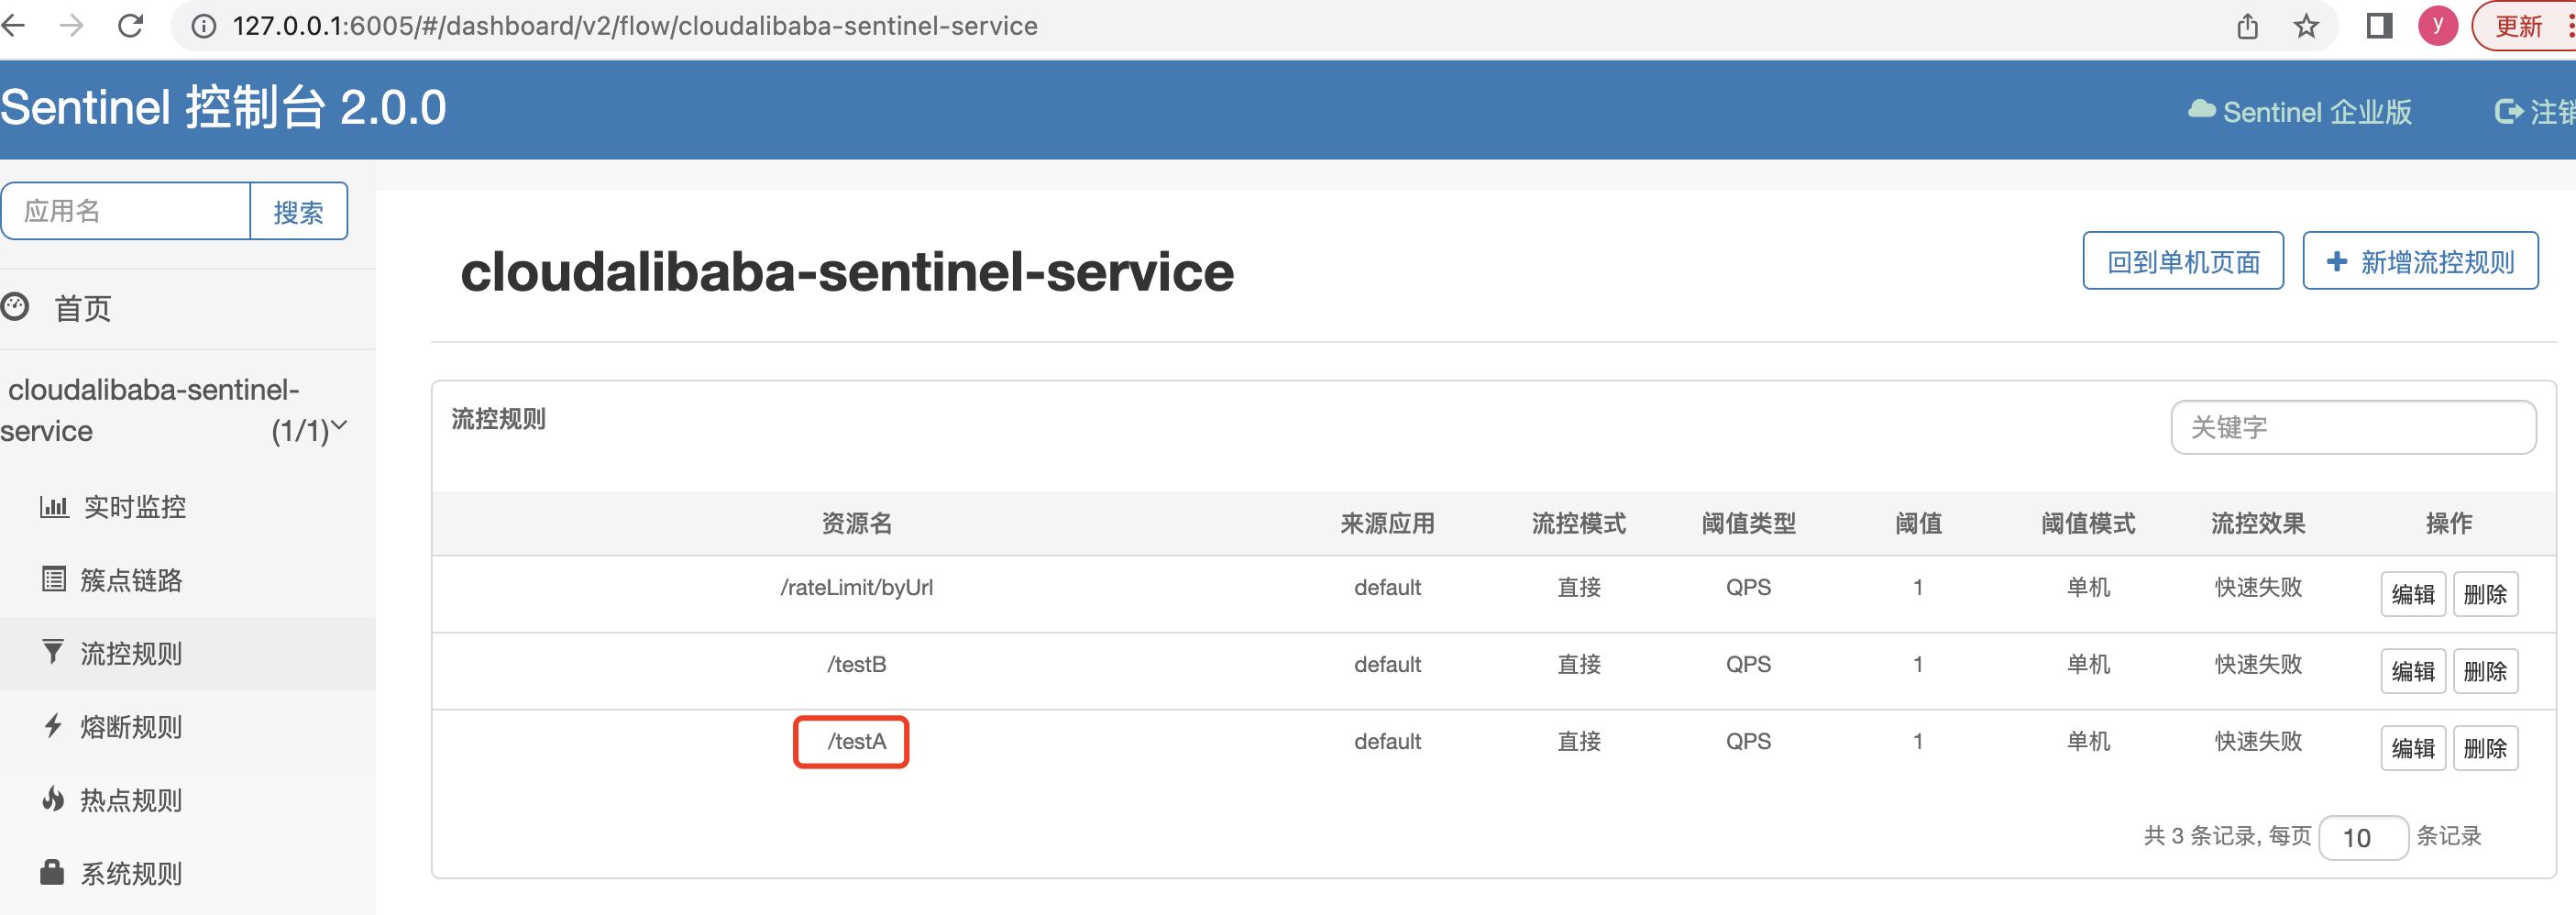 127.0.0.1:6005/#/dashboard/v2/flow/cloudalibaba-sentinel-service
y
更新
Sentinel 控制台 2.0.0
Sentinel 企业版
注销
应用名
搜索
首页
cloudalibaba-sentinel-
service (1/1)
实时监控
簇点链路
流控规则
熔断规则
热点规则
系统规则
cloudalibaba-sentinel-service
回到单机页面
新增流控规则
流控规则
关键字
资源名 来源应用 流控模式 阈值类型 阈值 阈值模式 流控效果 操作
/rateLimit/byUrl default 直接 QPS 1 单机 快速失败 编辑 删除
/testB default 直接 QPS 1 单机 快速失败 编辑 删除
/testA default 直接 QPS 1 单机 快速失败 编辑 删除
共 3 条记录, 每页 10 条记录